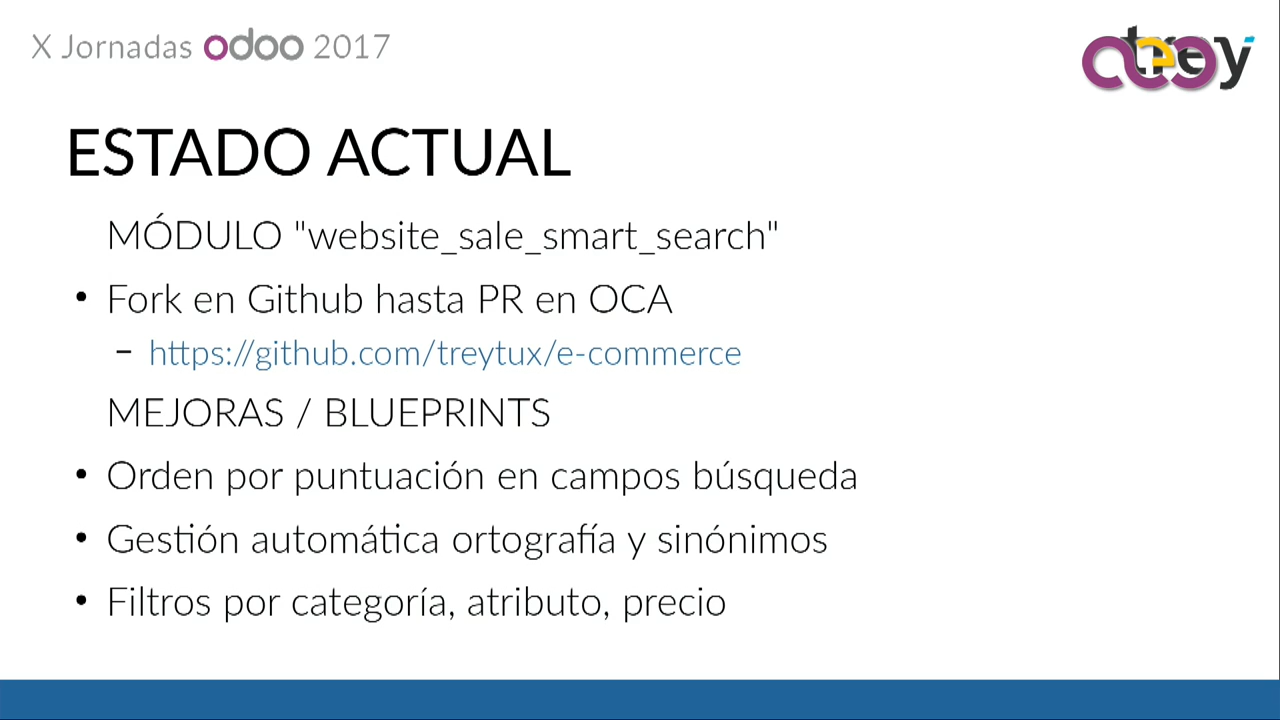 X Jornadas odoo 2017
trey
ESTADO ACTUAL
MÓDULO "website_sale_smart_search"
• Fork en Github hasta PR en OCA
– https://github.com/treytux/e-commerce
MEJORAS / BLUEPRINTS
• Orden por puntuación en campos búsqueda
• Gestión automática ortografía y sinónimos
• Filtros por categoría, atributo, precio